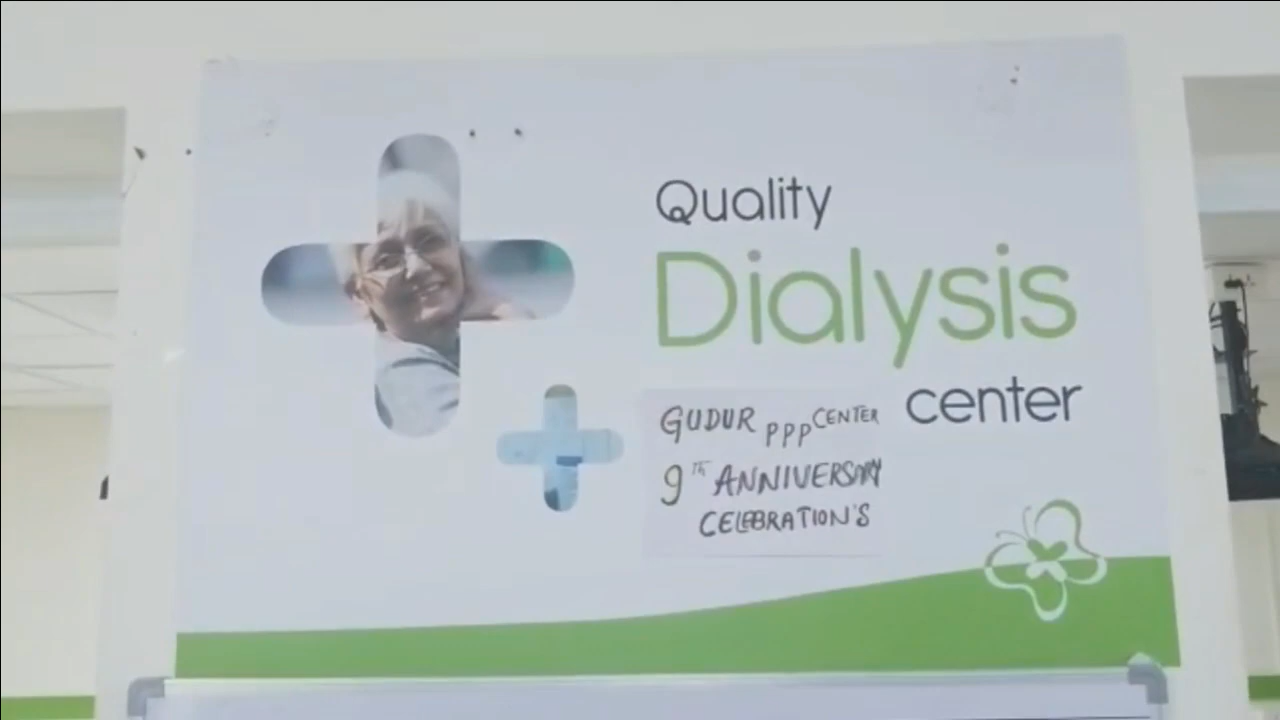 Quality
Dialysis
center
GUDUR PPP CENTER
9TH ANNIVERSARY
CELEBRATION'S